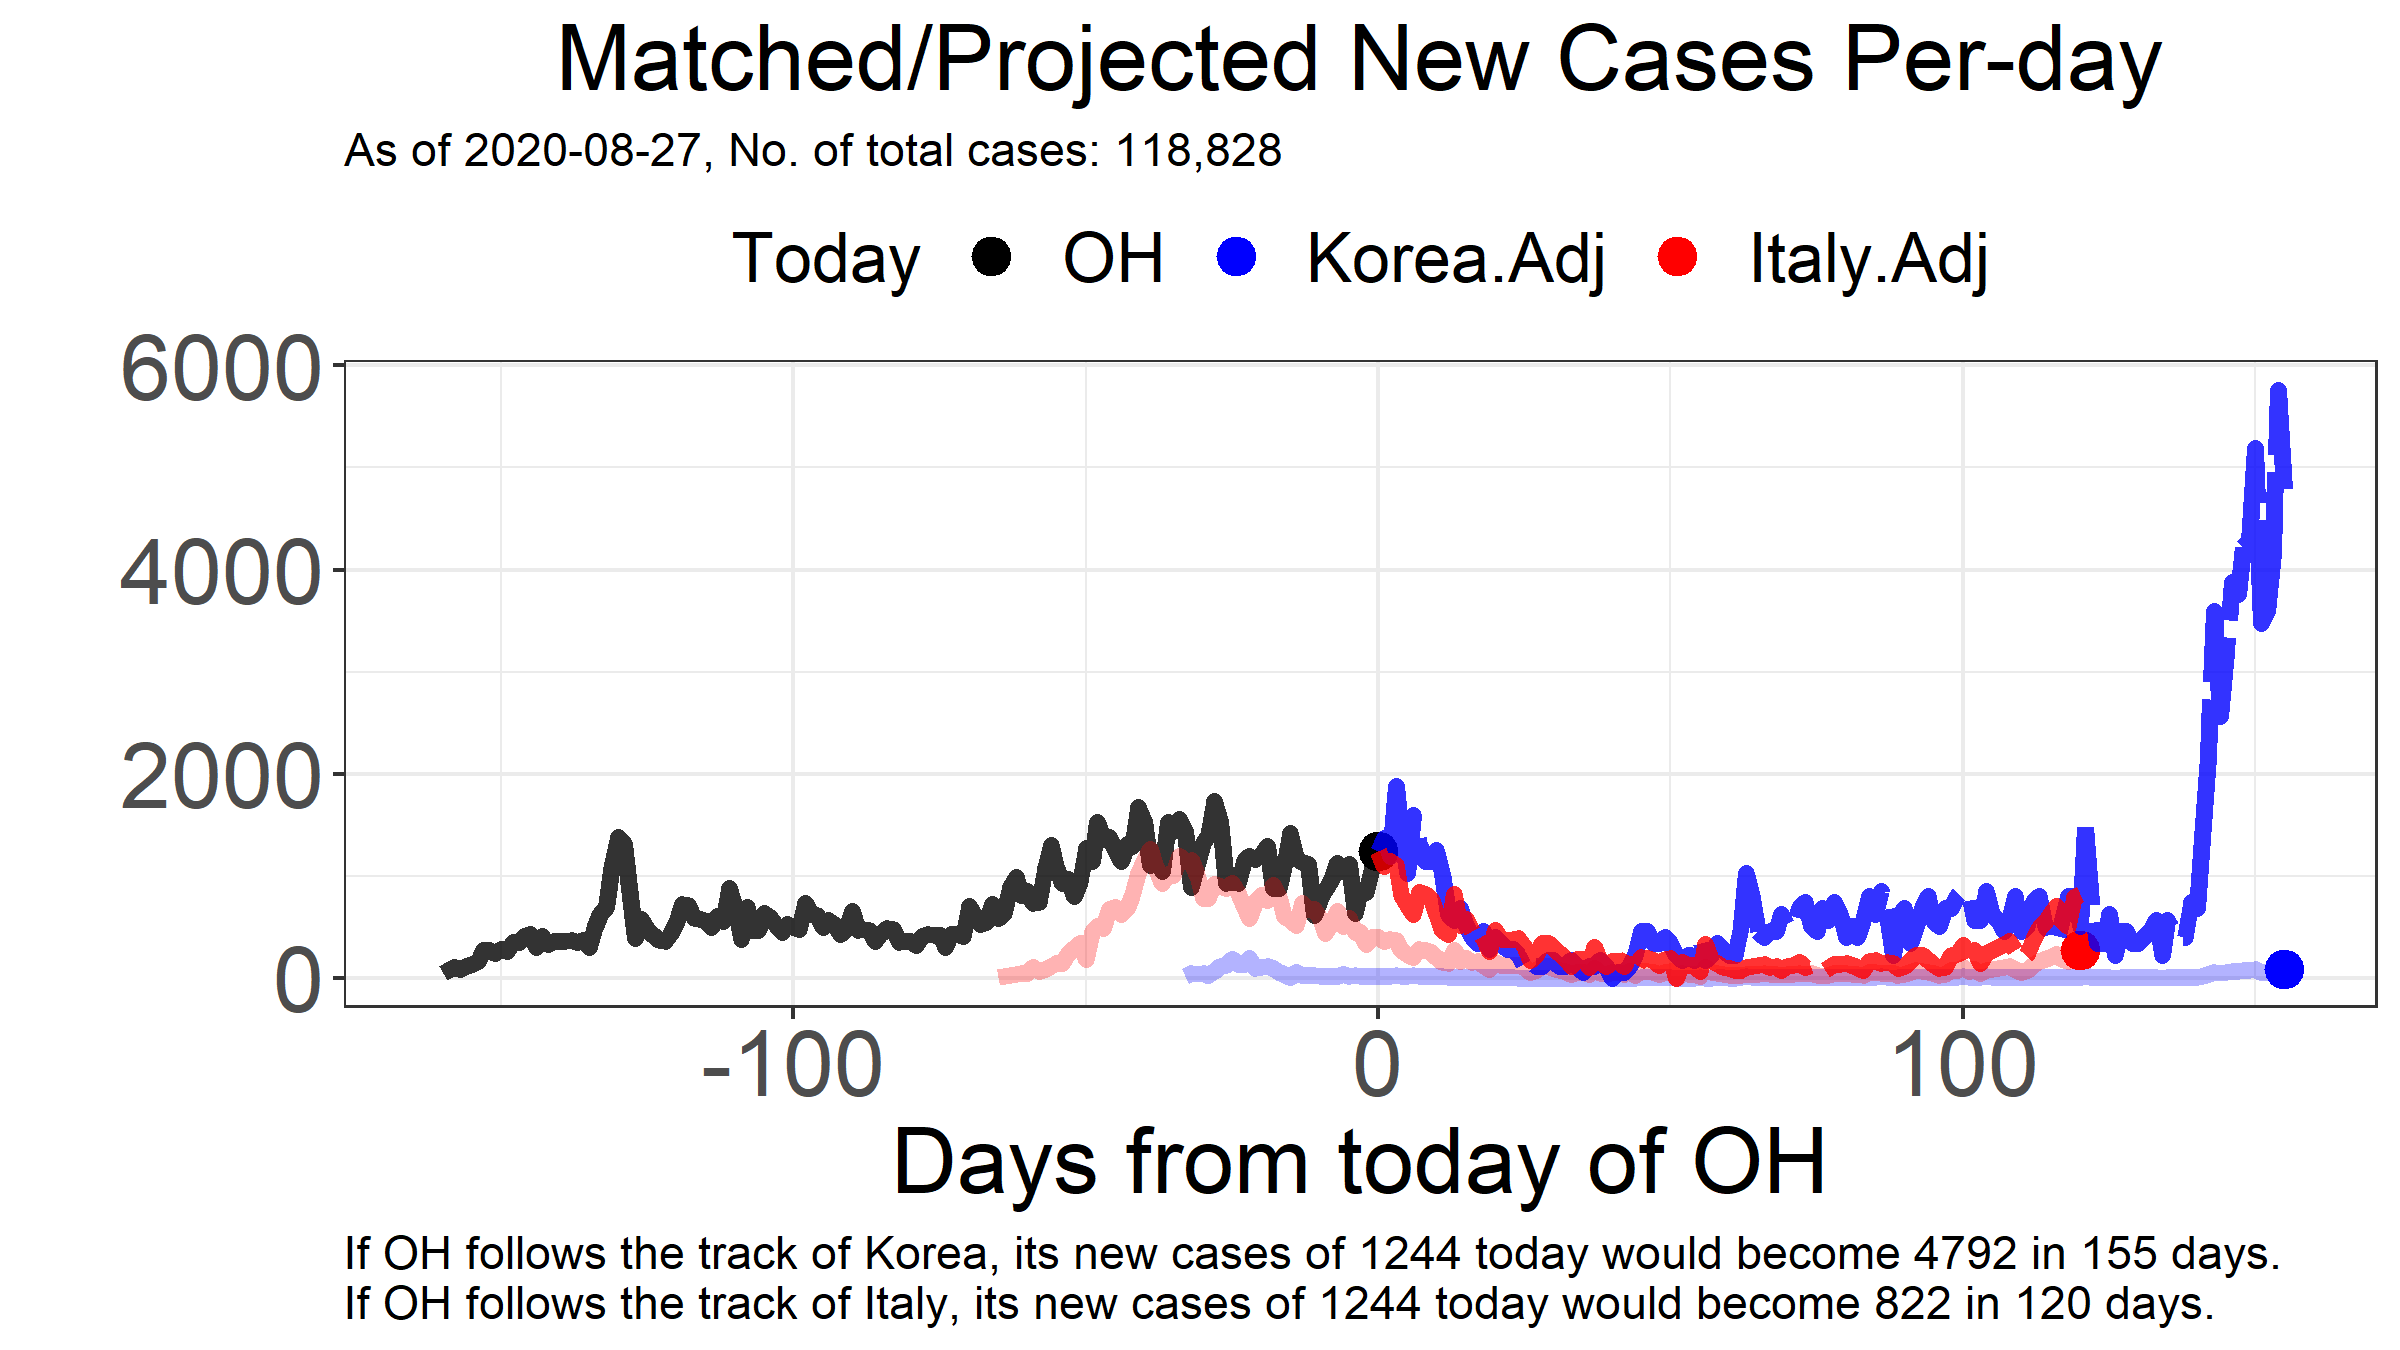 Matched/Projected New Cases Per-day
As of 2020-08-27, No. of total cases: 118,828
Today OH Korea.Adj Italy.Adj
6000
4000
2000
0
-100 0 100
Days from today of OH
If OH follows the track of Korea, its new cases of 1244 today would become 4792 in 155 days.
If OH follows the track of Italy, its new cases of 1244 today would become 822 in 120 days.